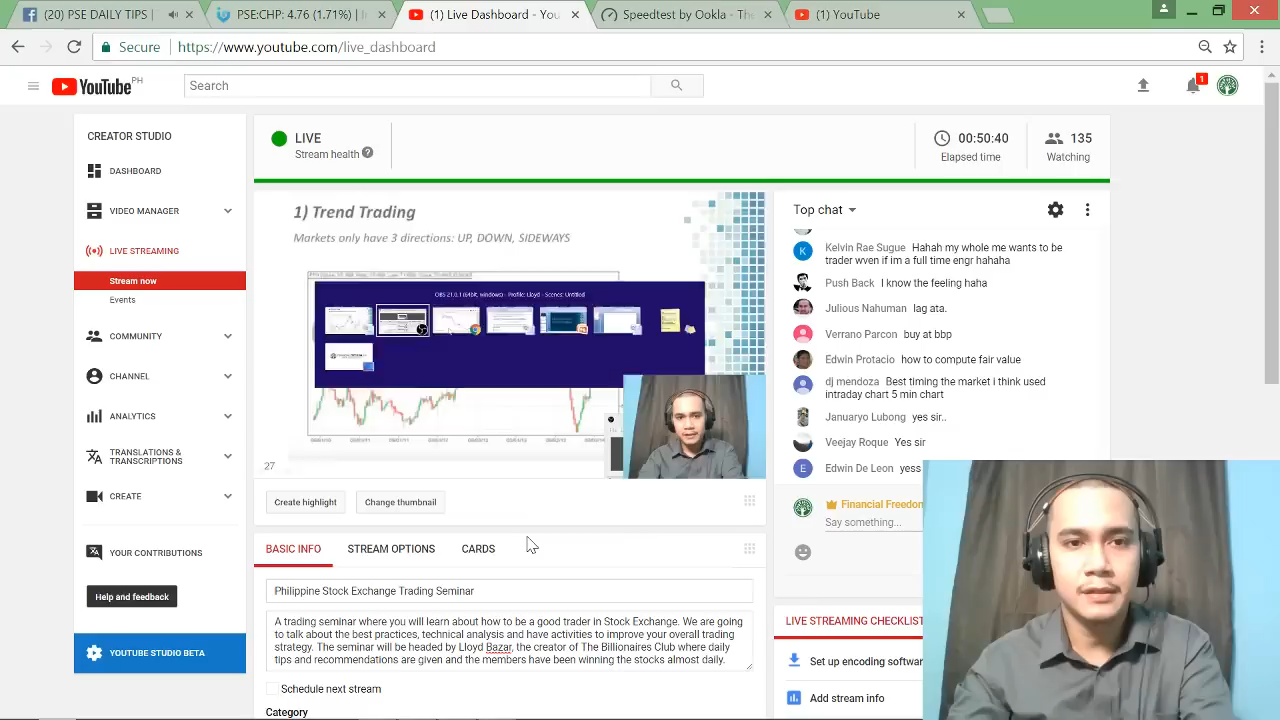 PSE LIVE TIPS
PSE:CHP: 4.76 (1.71%) |
(1) Live Dashboard - You
Speedtest by Ookla - The
(1) YouTube
Secure
https://www.youtube.com/live_dashboard
YouTube PH
Search
1
CREATOR STUDIO
DASHBOARD
VIDEO MANAGER
LIVE STREAMING
Stream now
Events
COMMUNITY
CHANNEL
ANALYTICS
TRANSLATIONS &
TRANSCRIPTIONS
CREATE
YOUR CONTRIBUTIONS
Help and feedback
YOUTUBE STUDIO BETA
LIVE
Stream health
00:50:40
Elapsed time
135
Watching
1) Trend Trading
Markets only have 3 directions: UP, DOWN, SIDEWAYS
OBS 21.0.1 (64bit, windows) - Profile: Lloyd - Scenes: Untitled
27
Create highlight
Change thumbnail
BASIC INFO
STREAM OPTIONS
CARDS
Philippine Stock Exchange Trading Seminar
A trading seminar where you will learn about how to be a good trader in Stock Exchange. We are going
to talk about the best practices, technical analysis and have activities to improve your overall trading
strategy. The seminar will be headed by Lloyd Bazar, the creator of The Billionaires Club where daily
tips and recommendations are given and the members have been winning the stocks almost daily.
Schedule next stream
Category
Top chat
K
Kelvin Rae Sugue Hahah my whole me wants to be
trader wven if im a full time engr hahaha
Push Back I know the feeling haha
Julious Nahuman lag ata.
Verrano Parcon buy at bbp
Edwin Protacio how to compute fair value
dj mendoza Best timing the market i think used
intraday chart 5 min chart
Januaryo Lubong yes sir..
Veejay Roque Yes sir
E
Edwin De Leon yess
Financial Freedom
Say something...
LIVE STREAMING CHECKLIST
Set up encoding softwar
Add stream info